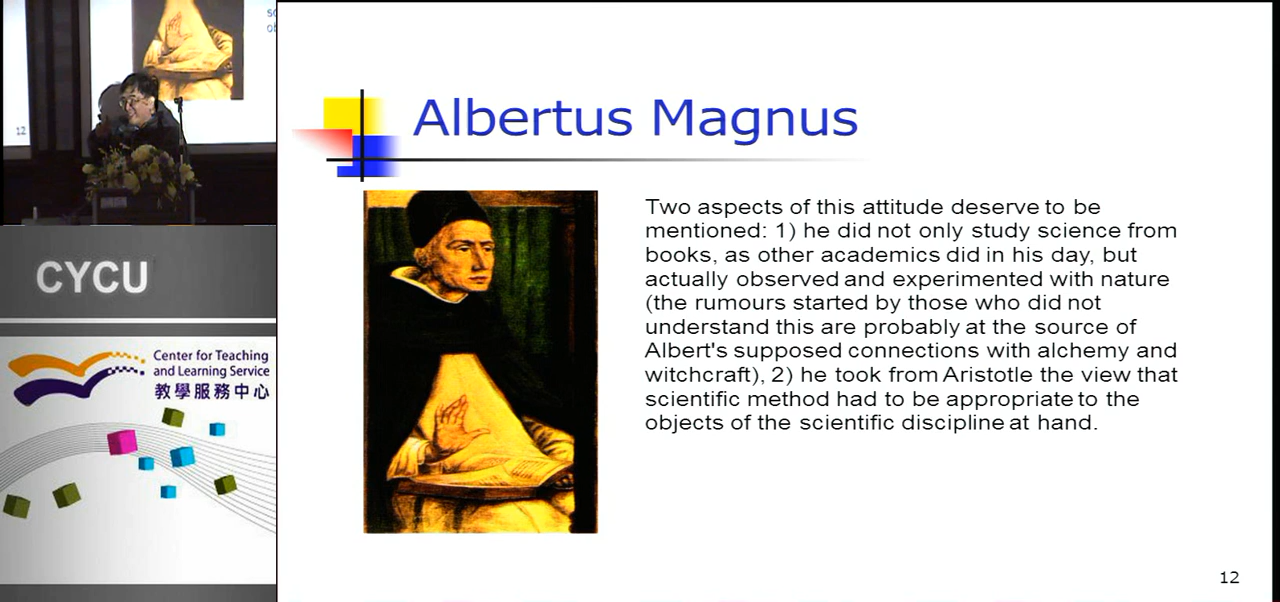 12
CYCU
Center for Teaching
and Learning Service
教學服務中心
Albertus Magnus
Two aspects of this attitude deserve to be
mentioned: 1) he did not only study science from
books, as other academics did in his day, but
actually observed and experimented with nature
(the rumours started by those who did not
understand this are probably at the source of
Albert's supposed connections with alchemy and
witchcraft), 2) he took from Aristotle the view that
scientific method had to be appropriate to the
objects of the scientific discipline at hand.
12